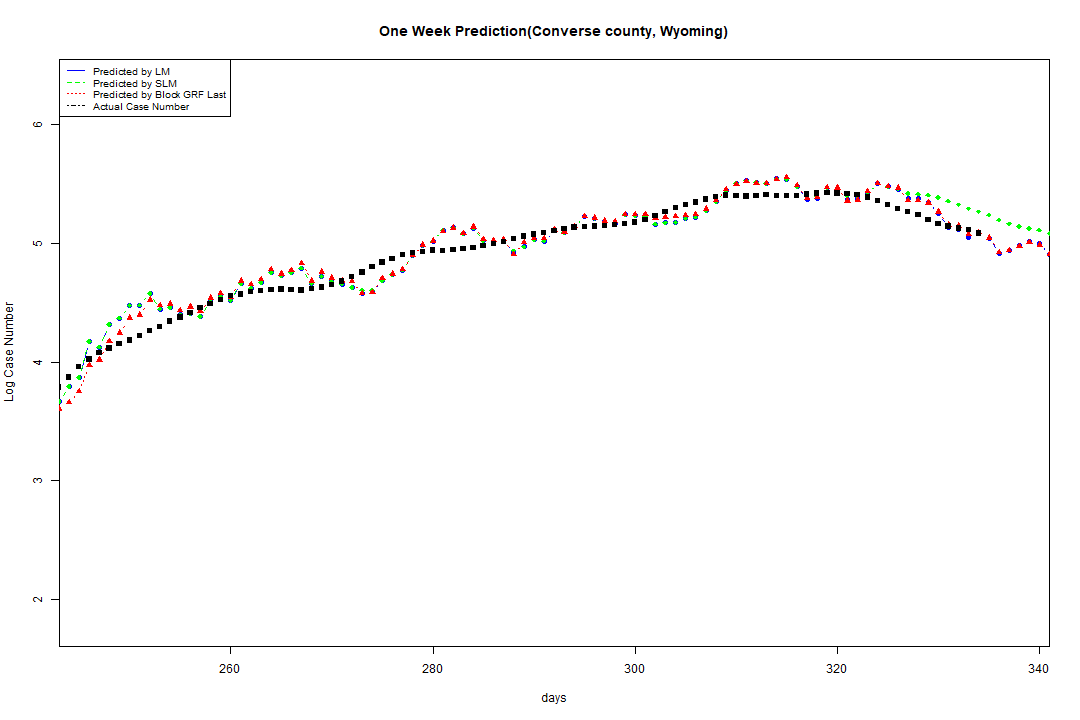 One Week Prediction(Converse county, Wyoming)
Predicted by LM
Predicted by SLM
Predicted by Block GRF Last
Actual Case Number
6
5
4
3
2
Log Case Number
260 280 300 320 340
days